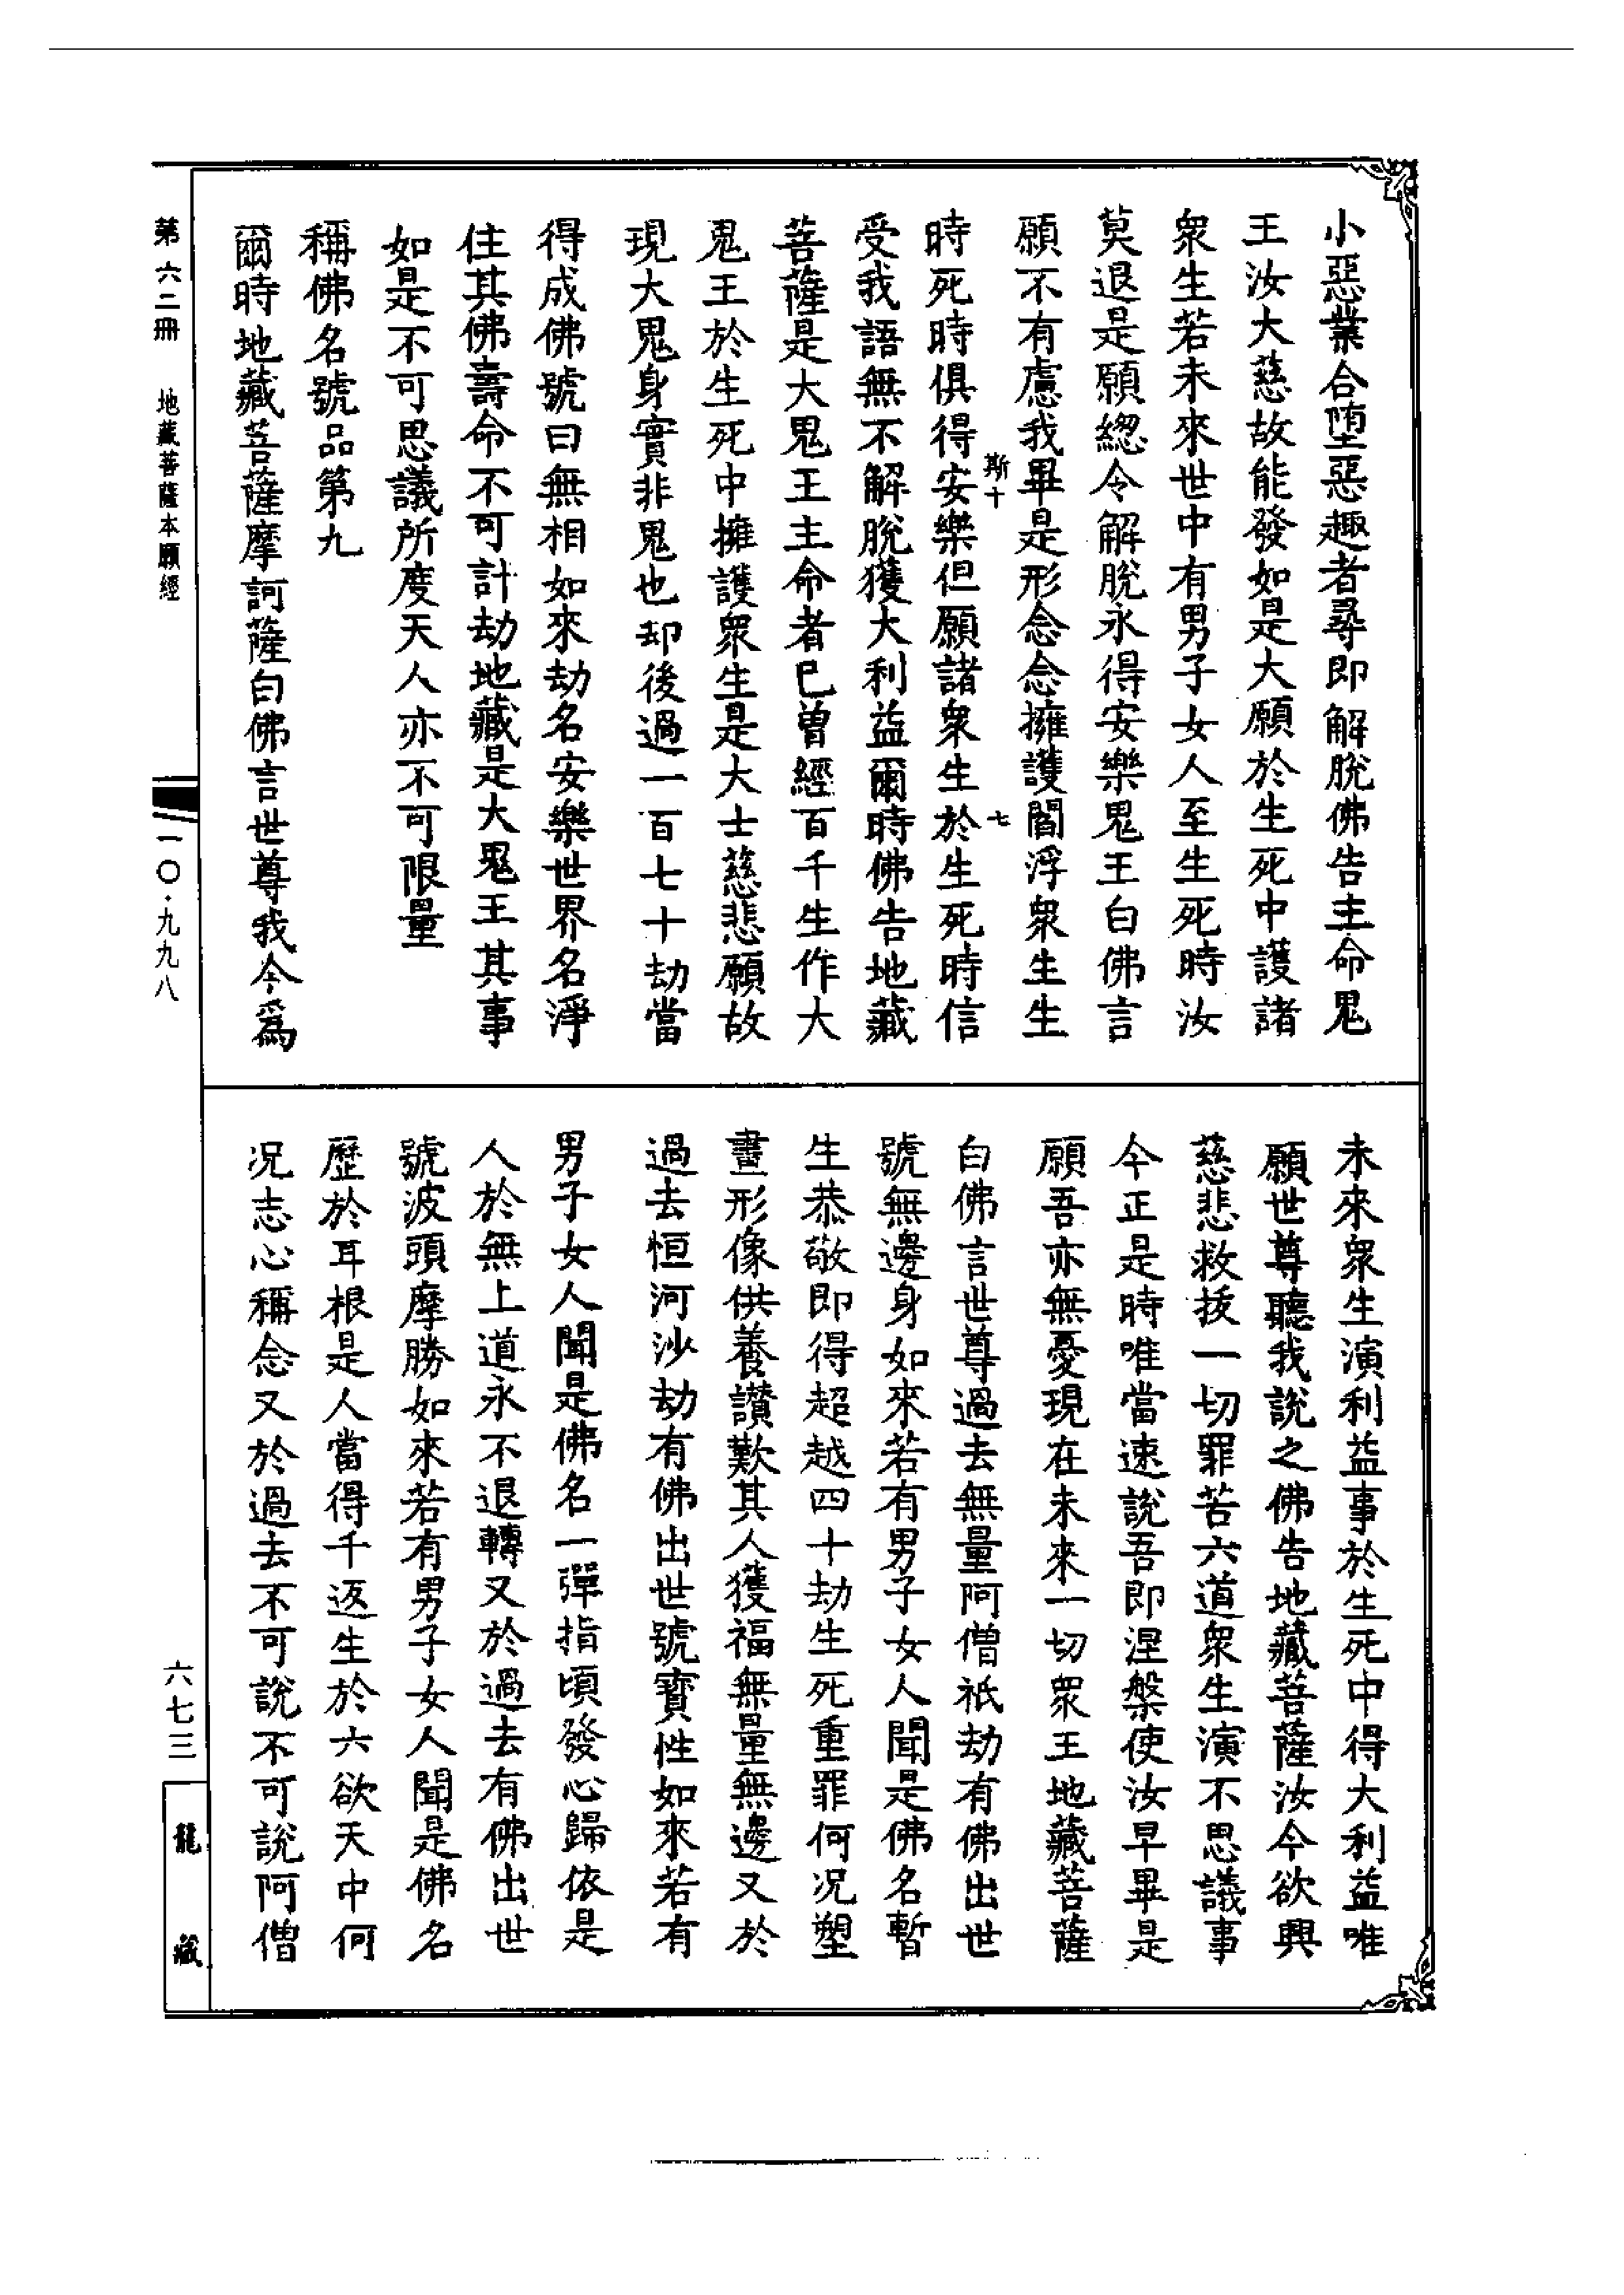 小惡業合墮惡趣者尋即解脫佛告主命鬼
王汝大慈故能發如是大願於生死中護諸
衆生若未來世中有男子女人至生死時汝
莫退是願緫令解脫永得安樂鬼王白佛言
願不有慮我畢是形念念擁護閻浮衆生生
斯十
七
時死時俱得安樂但願諸衆生於生死時信
受我語無不解脫獲大利益爾時佛告地藏
菩薩是大鬼王主命者已曾經百千生作大
鬼王於生死中擁護衆生是大士慈悲願故
現大鬼身實非鬼也却後過一百七十劫當
得成佛號曰無相如來劫名安樂世界名淨
住其佛壽命不可計劫地藏是大鬼王其事
如是不可思議所度天人亦不可限量
稱佛名號品第九
爾時地藏菩薩摩訶薩白佛言世尊我今爲
未來衆生演利益事於生死中得大利益唯
願世尊聽我說之佛告地藏菩薩汝今欲興
慈悲救拔一切罪苦六道衆生演不思議事
今正是時唯當速說吾即涅槃使汝早畢是
願吾亦無憂現在未來一切衆王地藏菩薩
白佛言世尊過去無量阿僧祇劫有佛出世
號無邊身如來若有男子女人聞是佛名暫
生恭敬即得超越四十劫生死重罪何况塑
畫形像供養讚歎其人獲福無量無邊又於
過去恒河沙劫有佛出世號寶性如來若有
男子女人聞是佛名一彈指頃發心歸依是
人於無上道永不退轉又於過去有佛出世
號波頭摩勝如來若有男子女人聞是佛名
歷於耳根是人當得千返生於六欲天中何
况志心稱念又於過去不可說不可說阿僧
第六二冊　地藏菩薩本願經
一〇·九九八
六七三
龍藏